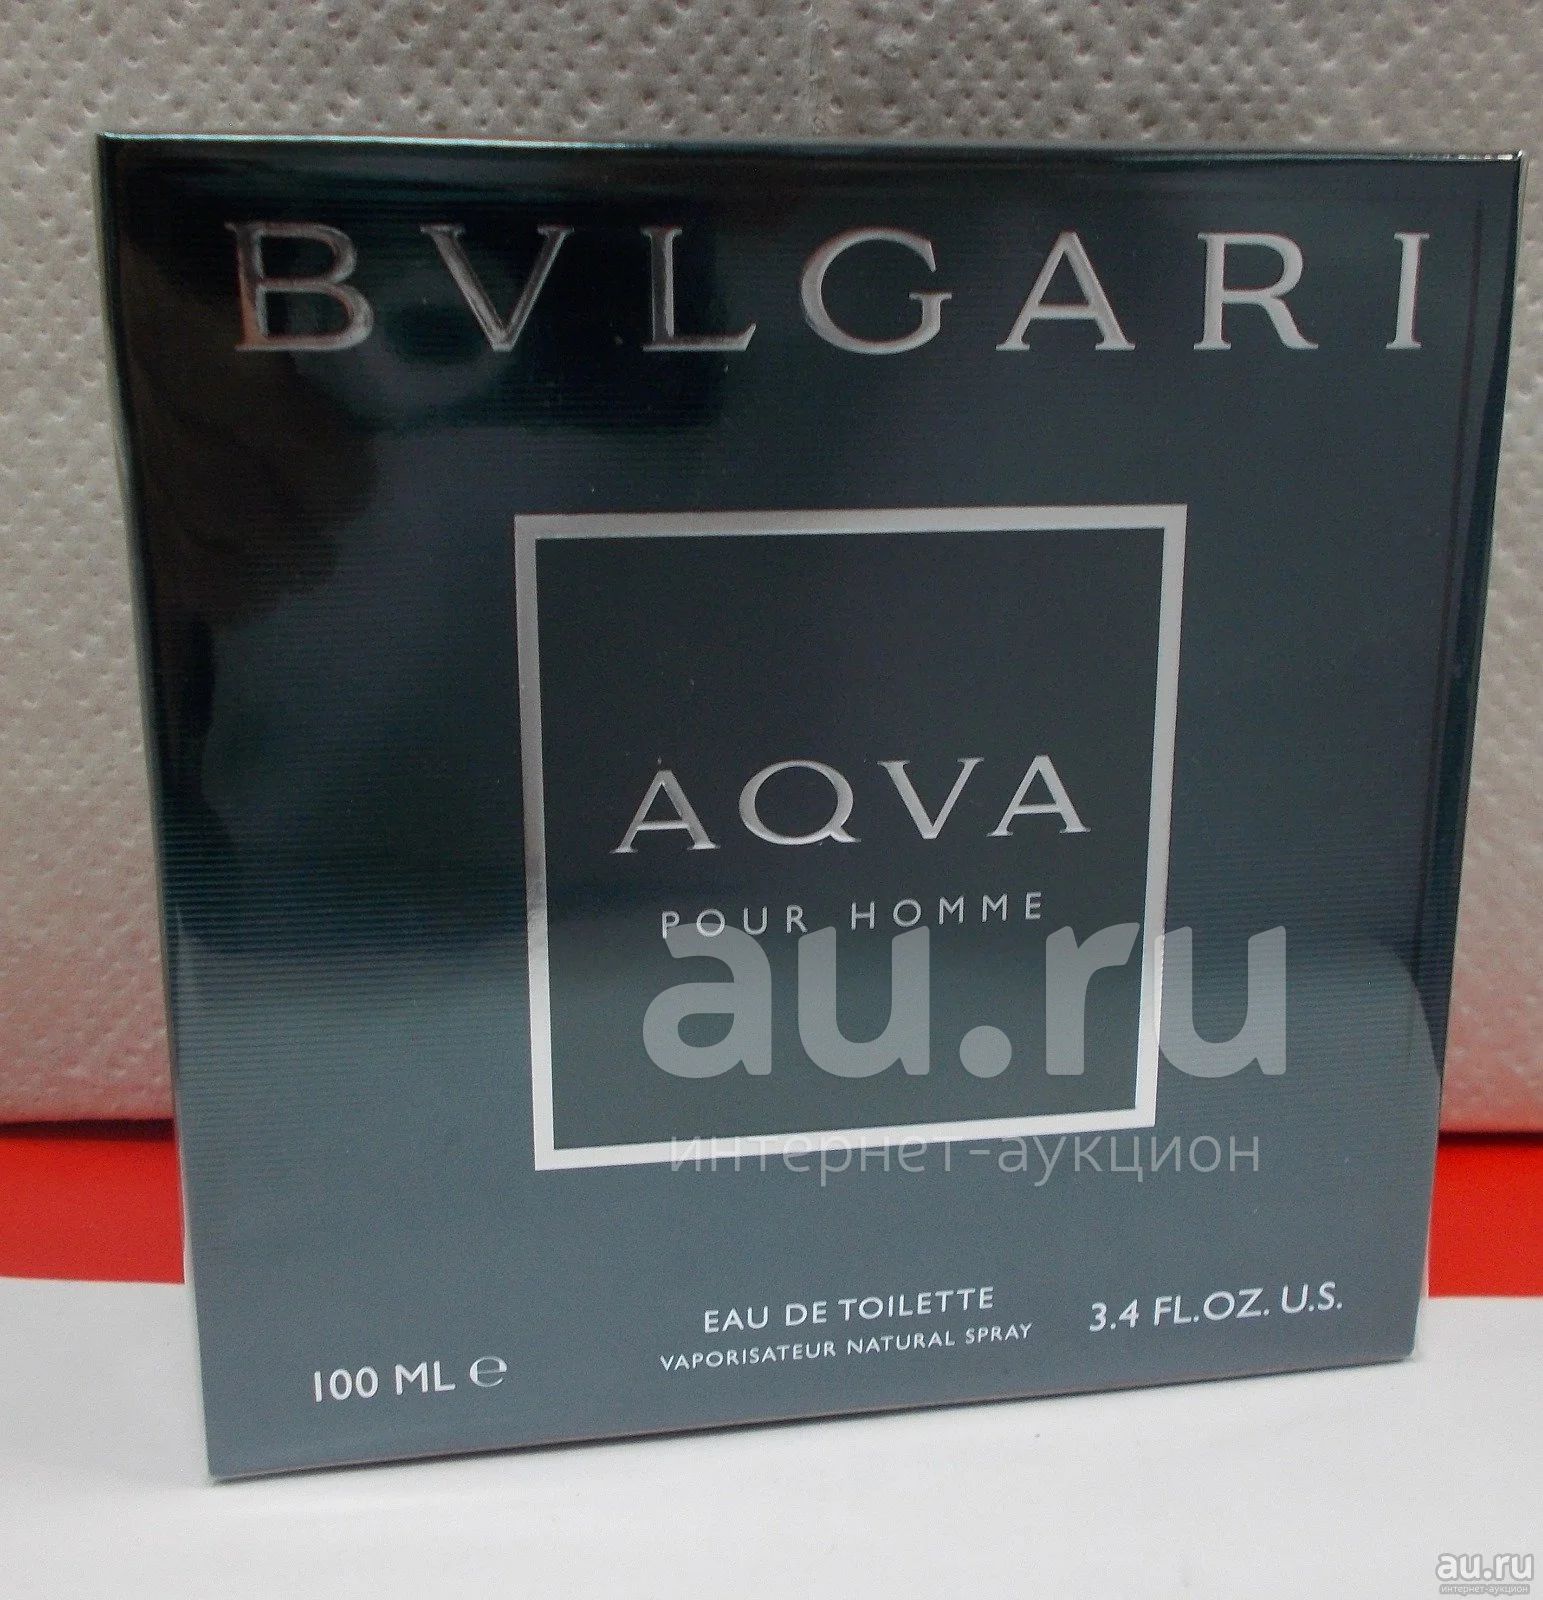 BVLGARI
AQVA
POUR HOMME
au.ru
интернет-аукцион
EAU DE TOILETTE
VAPORISATEUR NATURAL SPRAY
3.4 FL.OZ. U.S.
100 ML ℮
au.ru
интернет-аукцион